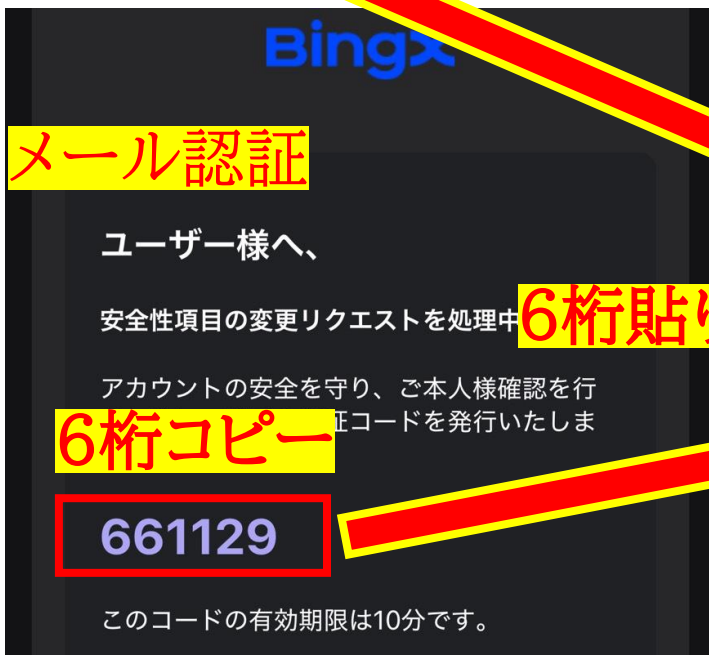 BingX
メール認証
ユーザー様へ、
安全性項目の変更リクエストを処理中
6桁貼り
アカウントの安全を守り、ご本人様確認を行
証コードを発行いたしま
6桁コピー
661129
このコードの有効期限は10分です。